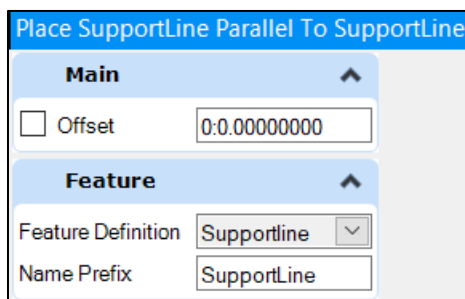 Place SupportLine Parallel To SupportLine
Main
Offset 0:0.00000000
Feature
Feature Definition Supportline
Name Prefix SupportLine